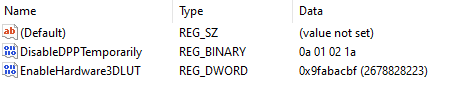 Name Type Data
(Default) REG_SZ (value not set)
DisableDPPTemporarily REG_BINARY 0a 01 02 1a
EnableHardware3DLUT REG_DWORD 0x9fabacbf (2678828223)